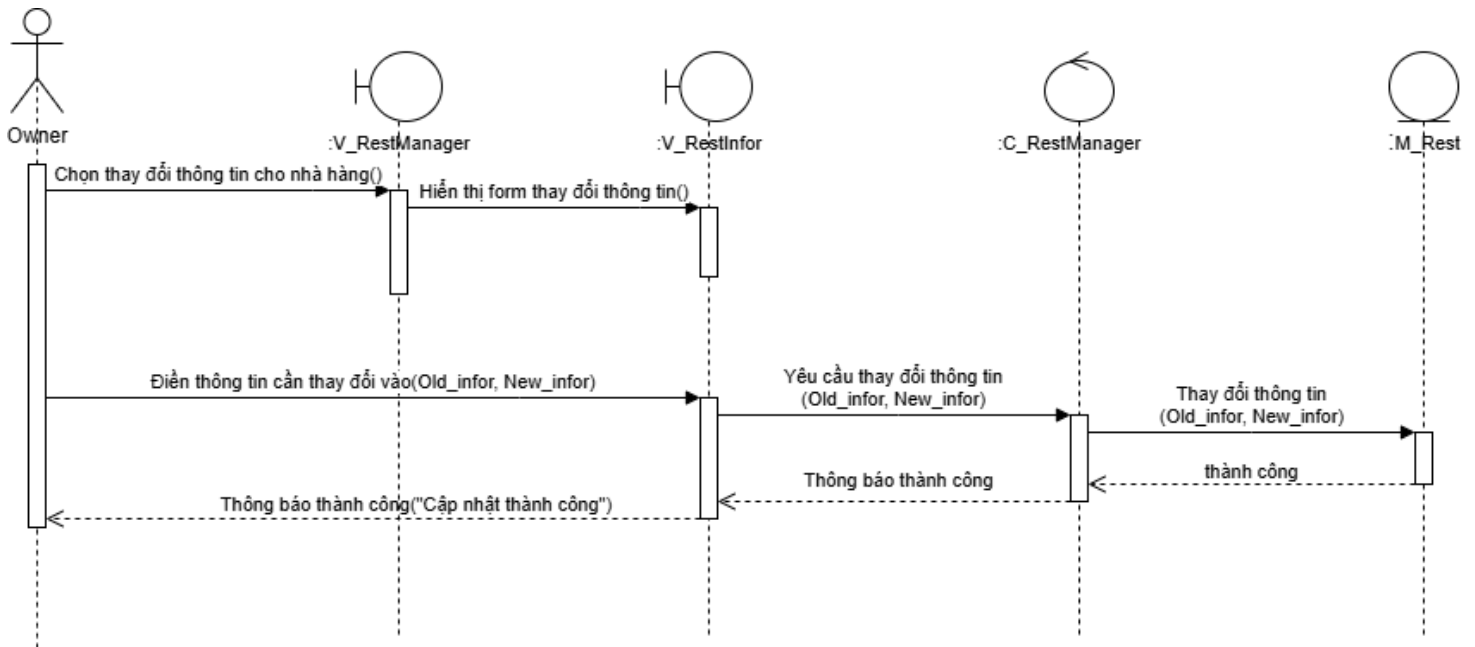 Owner
:V_RestManager
:V_RestInfor
:C_RestManager
:M_Rest
Chọn thay đổi thông tin cho nhà hàng()
Hiển thị form thay đổi thông tin()
Điền thông tin cần thay đổi vào(Old_infor, New_infor)
Yêu cầu thay đổi thông tin
(Old_infor, New_infor)
Thay đổi thông tin
(Old_infor, New_infor)
thành công
Thông báo thành công
Thông báo thành công("Cập nhật thành công")